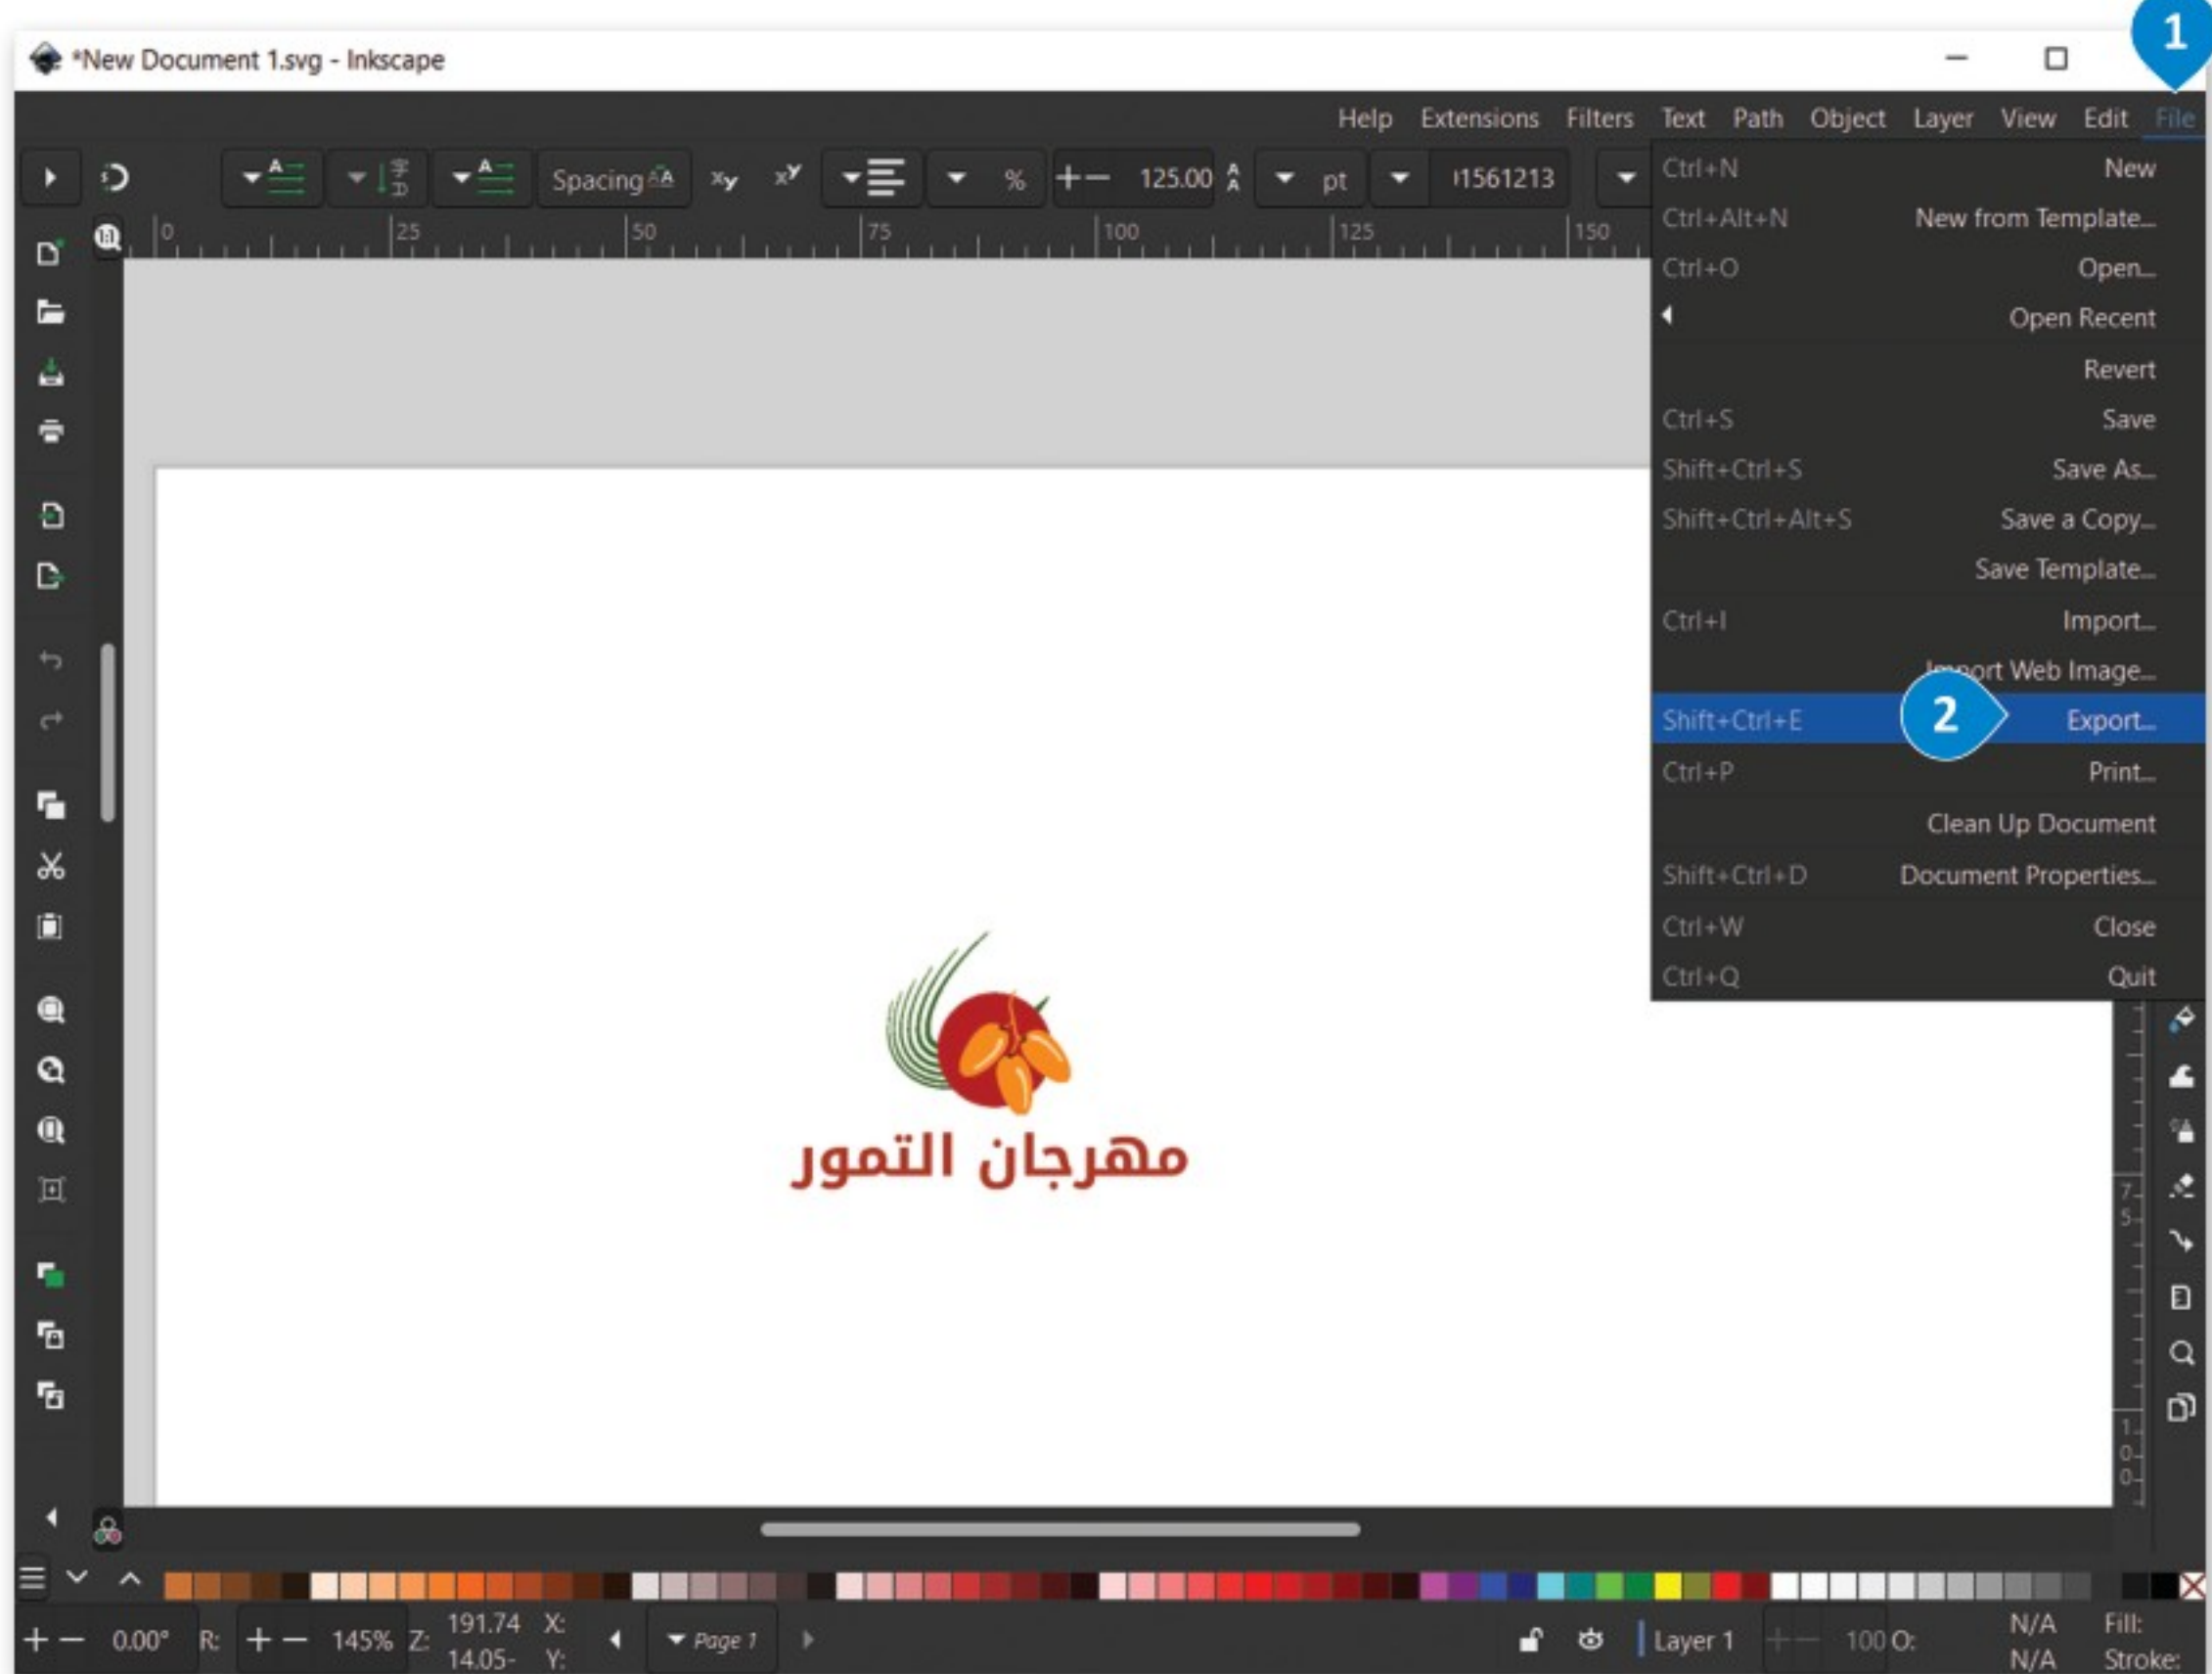 1
*New Document 1.svg - Inkscape
Help Extensions Filters Text Path Object Layer View Edit File
Spacing % 125.00 pt 11561213
0 25 50 75 100 125 150
Ctrl+N New
Ctrl+Alt+N New from Template...
Ctrl+O Open...
Open Recent
Revert
Ctrl+S Save
Shift+Ctrl+S Save As...
Shift+Ctrl+Alt+S Save a Copy...
Save Template...
Ctrl+I Import...
Import Web Image...
Shift+Ctrl+E 2 Export...
Ctrl+P Print...
Clean Up Document
Shift+Ctrl+D Document Properties...
Ctrl+W Close
Ctrl+Q Quit
مهرجان التمور
75
100
0.00° R: 145% Z: 191.74 X: Page 1 Layer 1 100 O: N/A Fill:
14.05- Y: N/A Stroke: